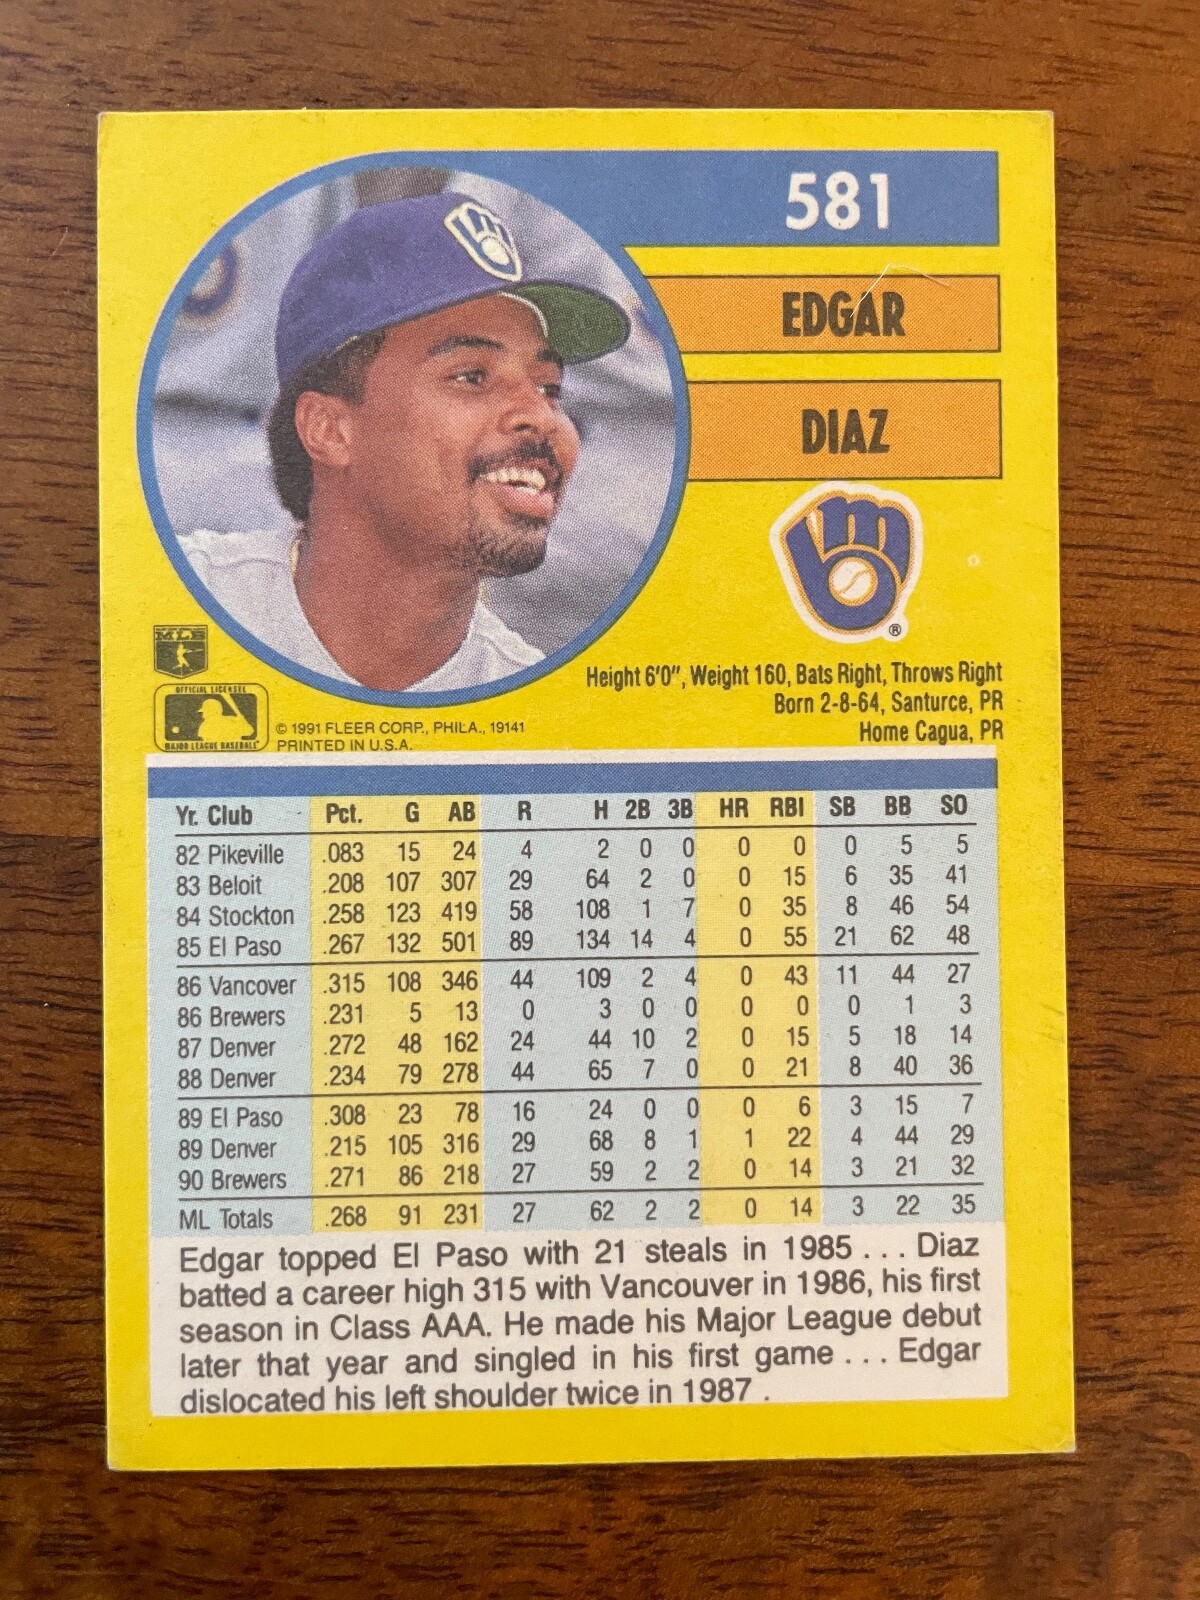 581
EDGAR
DIAZ
®
MLB
OFFICIAL LICENSEE
MAJOR LEAGUE BASEBALL
© 1991 FLEER CORP., PHILA., 19141
PRINTED IN U.S.A.
Height 6'0", Weight 160, Bats Right, Throws Right
Born 2-8-64, Santurce, PR
Home Cagua, PR
Yr. Club Pct. G AB R H 2B 3B HR RBI SB BB SO
82 Pikeville .083 15 24 4 2 0 0 0 0 0 5 5
83 Beloit .208 107 307 29 64 2 0 0 15 6 35 41
84 Stockton .258 123 419 58 108 1 7 0 35 8 46 54
85 El Paso .267 132 501 89 134 14 4 0 55 21 62 48
86 Vancover .315 108 346 44 109 2 4 0 43 11 44 27
86 Brewers .231 5 13 0 3 0 0 0 0 0 1 3
87 Denver .272 48 162 24 44 10 2 0 15 5 18 14
88 Denver .234 79 278 44 65 7 0 0 21 8 40 36
89 El Paso .308 23 78 16 24 0 0 0 6 3 15 7
89 Denver .215 105 316 29 68 8 1 1 22 4 44 29
90 Brewers .271 86 218 27 59 2 2 0 14 3 21 32
ML Totals .268 91 231 27 62 2 2 0 14 3 22 35
Edgar topped El Paso with 21 steals in 1985 . . . Diaz
batted a career high 315 with Vancouver in 1986, his first
season in Class AAA. He made his Major League debut
later that year and singled in his first game . . . Edgar
dislocated his left shoulder twice in 1987 .